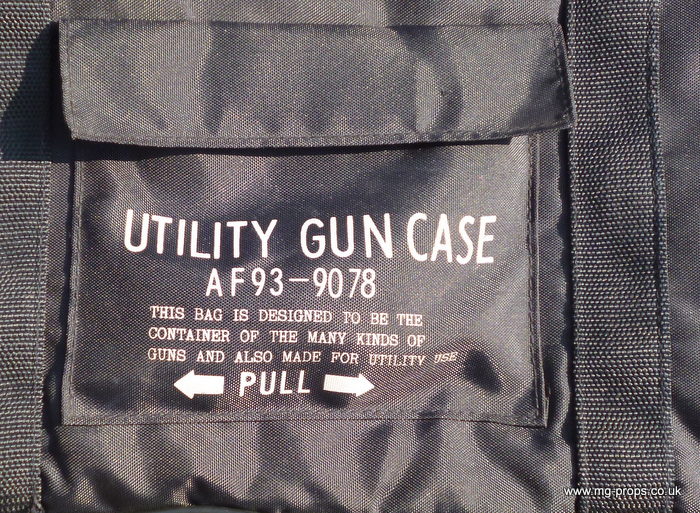 UTILITY GUN CASE
AF93-9078
THIS BAG IS DESIGNED TO BE THE
CONTAINER OF THE MANY KINDS OF
GUNS AND ALSO MADE FOR UTILITY USE
PULL
www.mg-props.co.uk